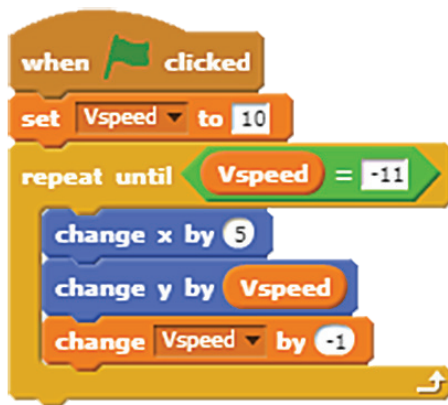 when clicked
set Vspeed to 10
repeat until Vspeed = -11
change x by 5
change y by Vspeed
change Vspeed by -1